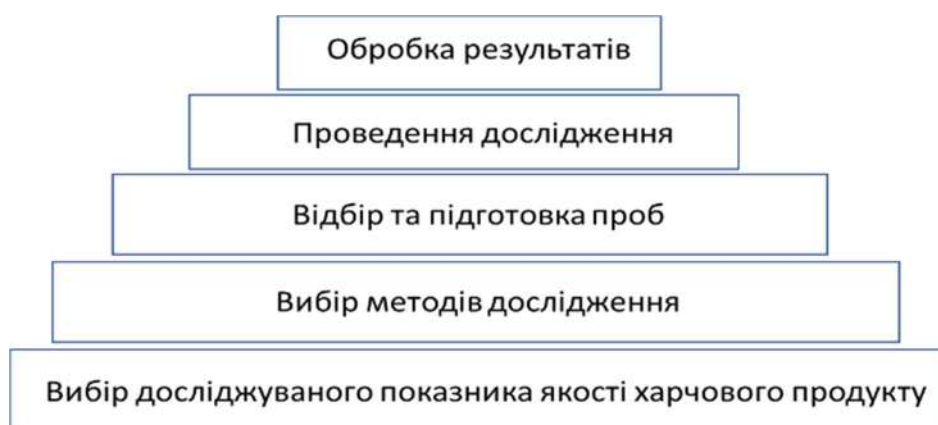 Обробка результатів
Проведення дослідження
Відбір та підготовка проб
Вибір методів дослідження
Вибір досліджуваного показника якості харчового продукту